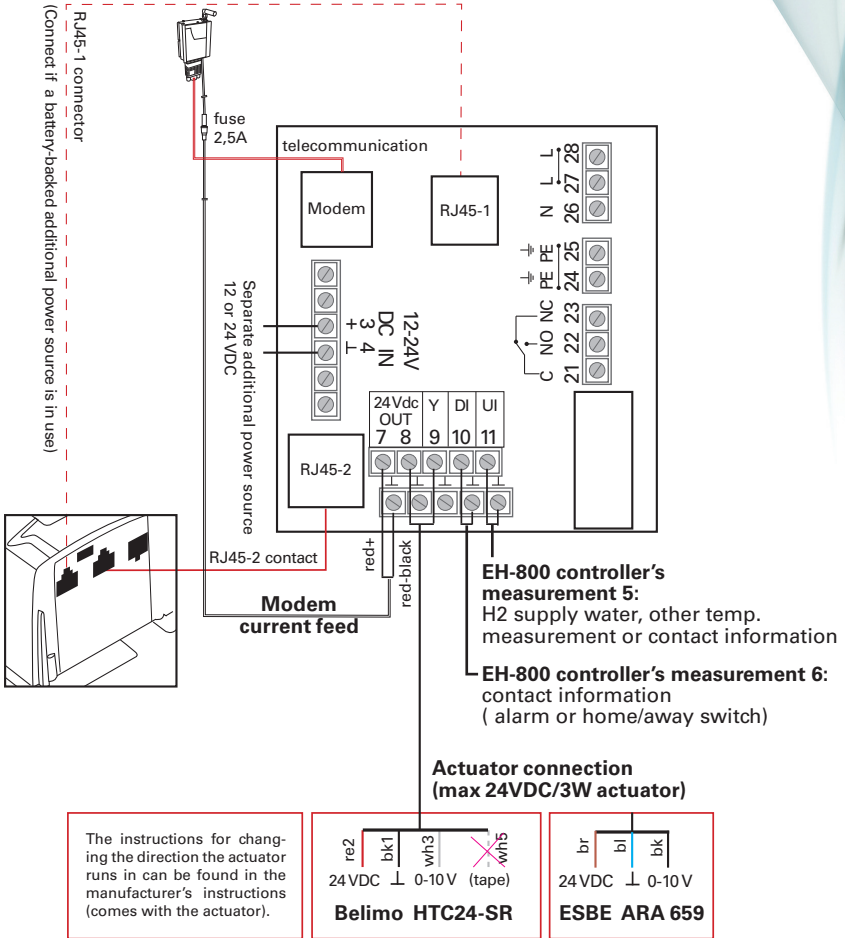 RJ45-1 connector
(Connect if a battery-backed additional power source is in use)
fuse
2,5A
telecommunication
Modem
RJ45-1
L 28
L 27
N 26
PE 25
PE 24
NC 23
NO 22
C 21
Separate additional power source
12 or 24 VDC
12-24V
DC IN
3 4
+ ⊥
24Vdc
OUT
Y
DI
UI
7 8 9 10 11
⊥ ⊥ ⊥ ⊥ ⊥
RJ45-2
RJ45-2 contact
red+
red-black
Modem
current feed
EH-800 controller's
measurement 5:
H2 supply water, other temp.
measurement or contact information
EH-800 controller's measurement 6:
contact information
( alarm or home/away switch)
Actuator connection
(max 24VDC/3W actuator)
The instructions for chang-
ing the direction the actuator
runs in can be found in the
manufacturer's instructions
(comes with the actuator).
re2
bk1
wh3
wh5
24 VDC ⊥ 0-10 V (tape)
Belimo HTC24-SR
br
bl
bk
24 VDC ⊥ 0-10 V
ESBE ARA 659